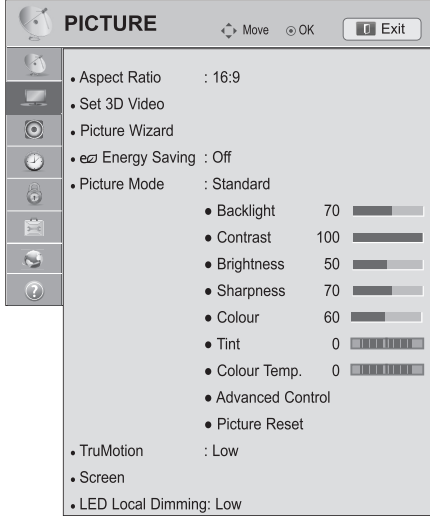 PICTURE Move OK Exit
• Aspect Ratio : 16:9
• Set 3D Video
• Picture Wizard
• Energy Saving : Off
• Picture Mode : Standard
● Backlight 70
● Contrast 100
● Brightness 50
● Sharpness 70
● Colour 60
● Tint 0
● Colour Temp. 0
● Advanced Control
● Picture Reset
• TruMotion : Low
• Screen
• LED Local Dimming: Low
?